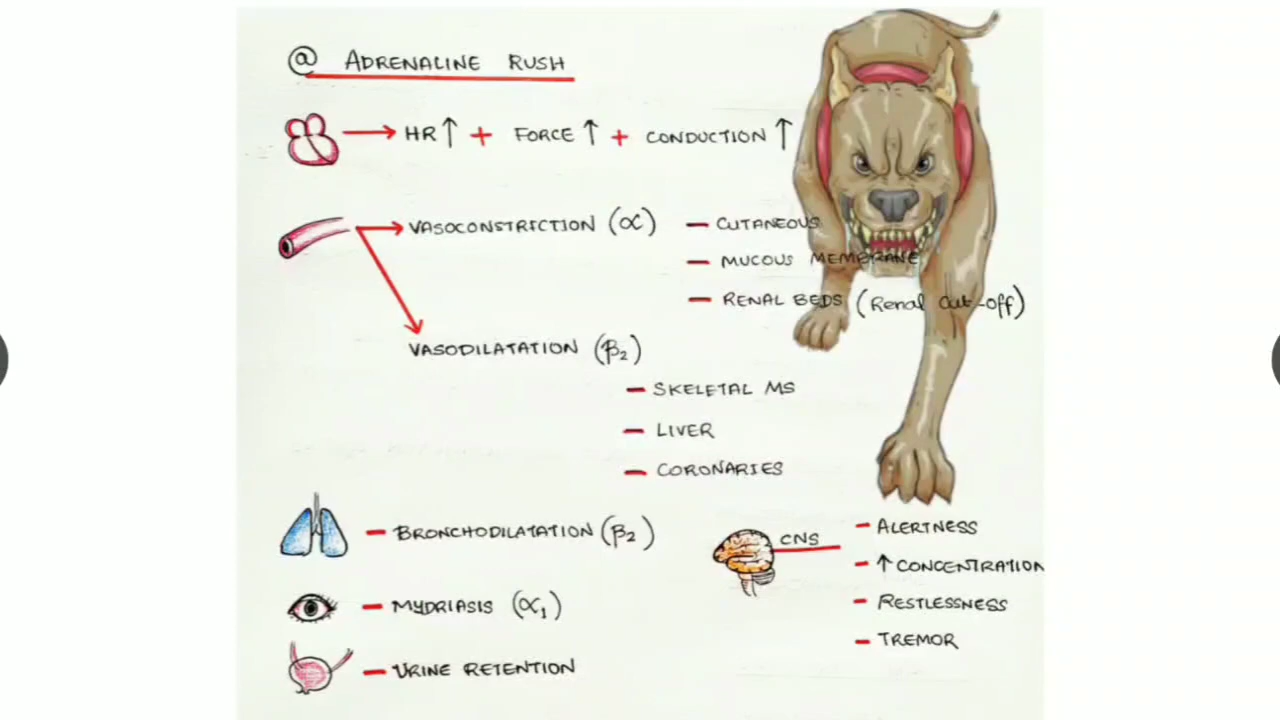 @ ADRENALINE RUSH
HR↑ + FORCE↑ + CONDUCTION↑
VASOCONSTRICTION (α)
– CUTANEOUS
– MUCOUS MEMBRANE
– RENAL BEDS (Renal Cut-off)
VASODILATATION (β2)
– SKELETAL MS
– LIVER
– CORONARIES
– BRONCHODILATATION (β2)
– MYDRIASIS (α1)
– URINE RETENTION
CNS
– ALERTNESS
– ↑ CONCENTRATION
– RESTLESSNESS
– TREMOR